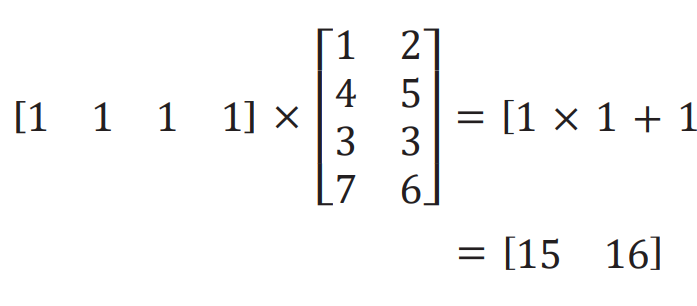 [1 1 1 1] × [1 2
4 5
3 3
7 6] = [1 × 1 + 1
= [15 16]